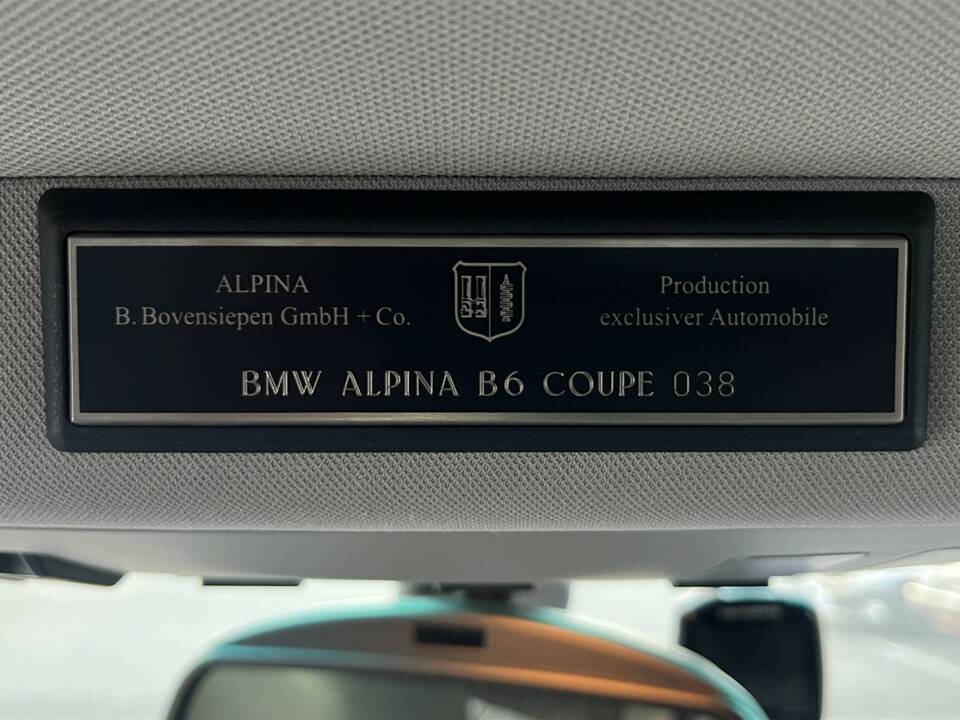 ALPINA
B. Bovensiepen GmbH + Co.
Production
exclusiver Automobile
BMW ALPINA B6 COUPE 038